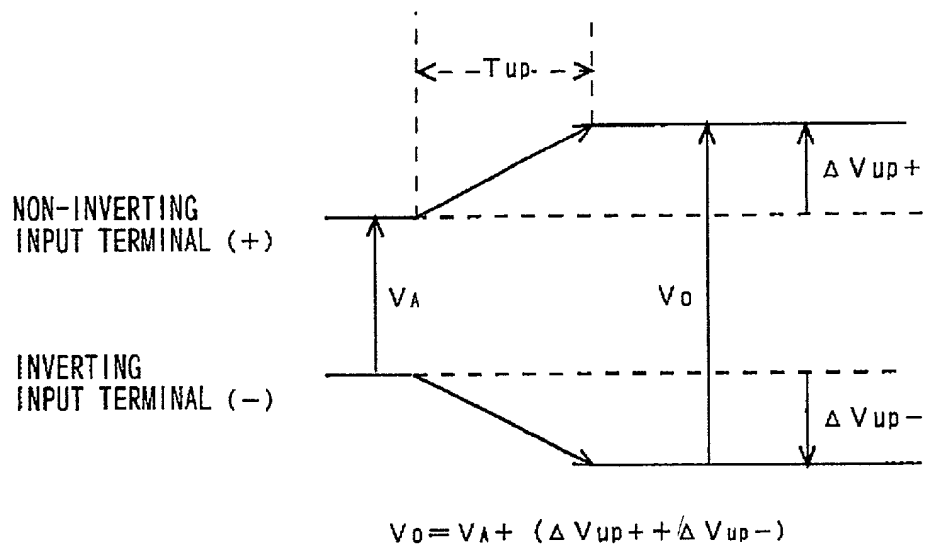 Tup
ΔVup+
NON-INVERTING
INPUT TERMINAL (+)
VA
VO
INVERTING
INPUT TERMINAL (-)
ΔVup-
VO=VA+ (ΔVup++ΔVup-)